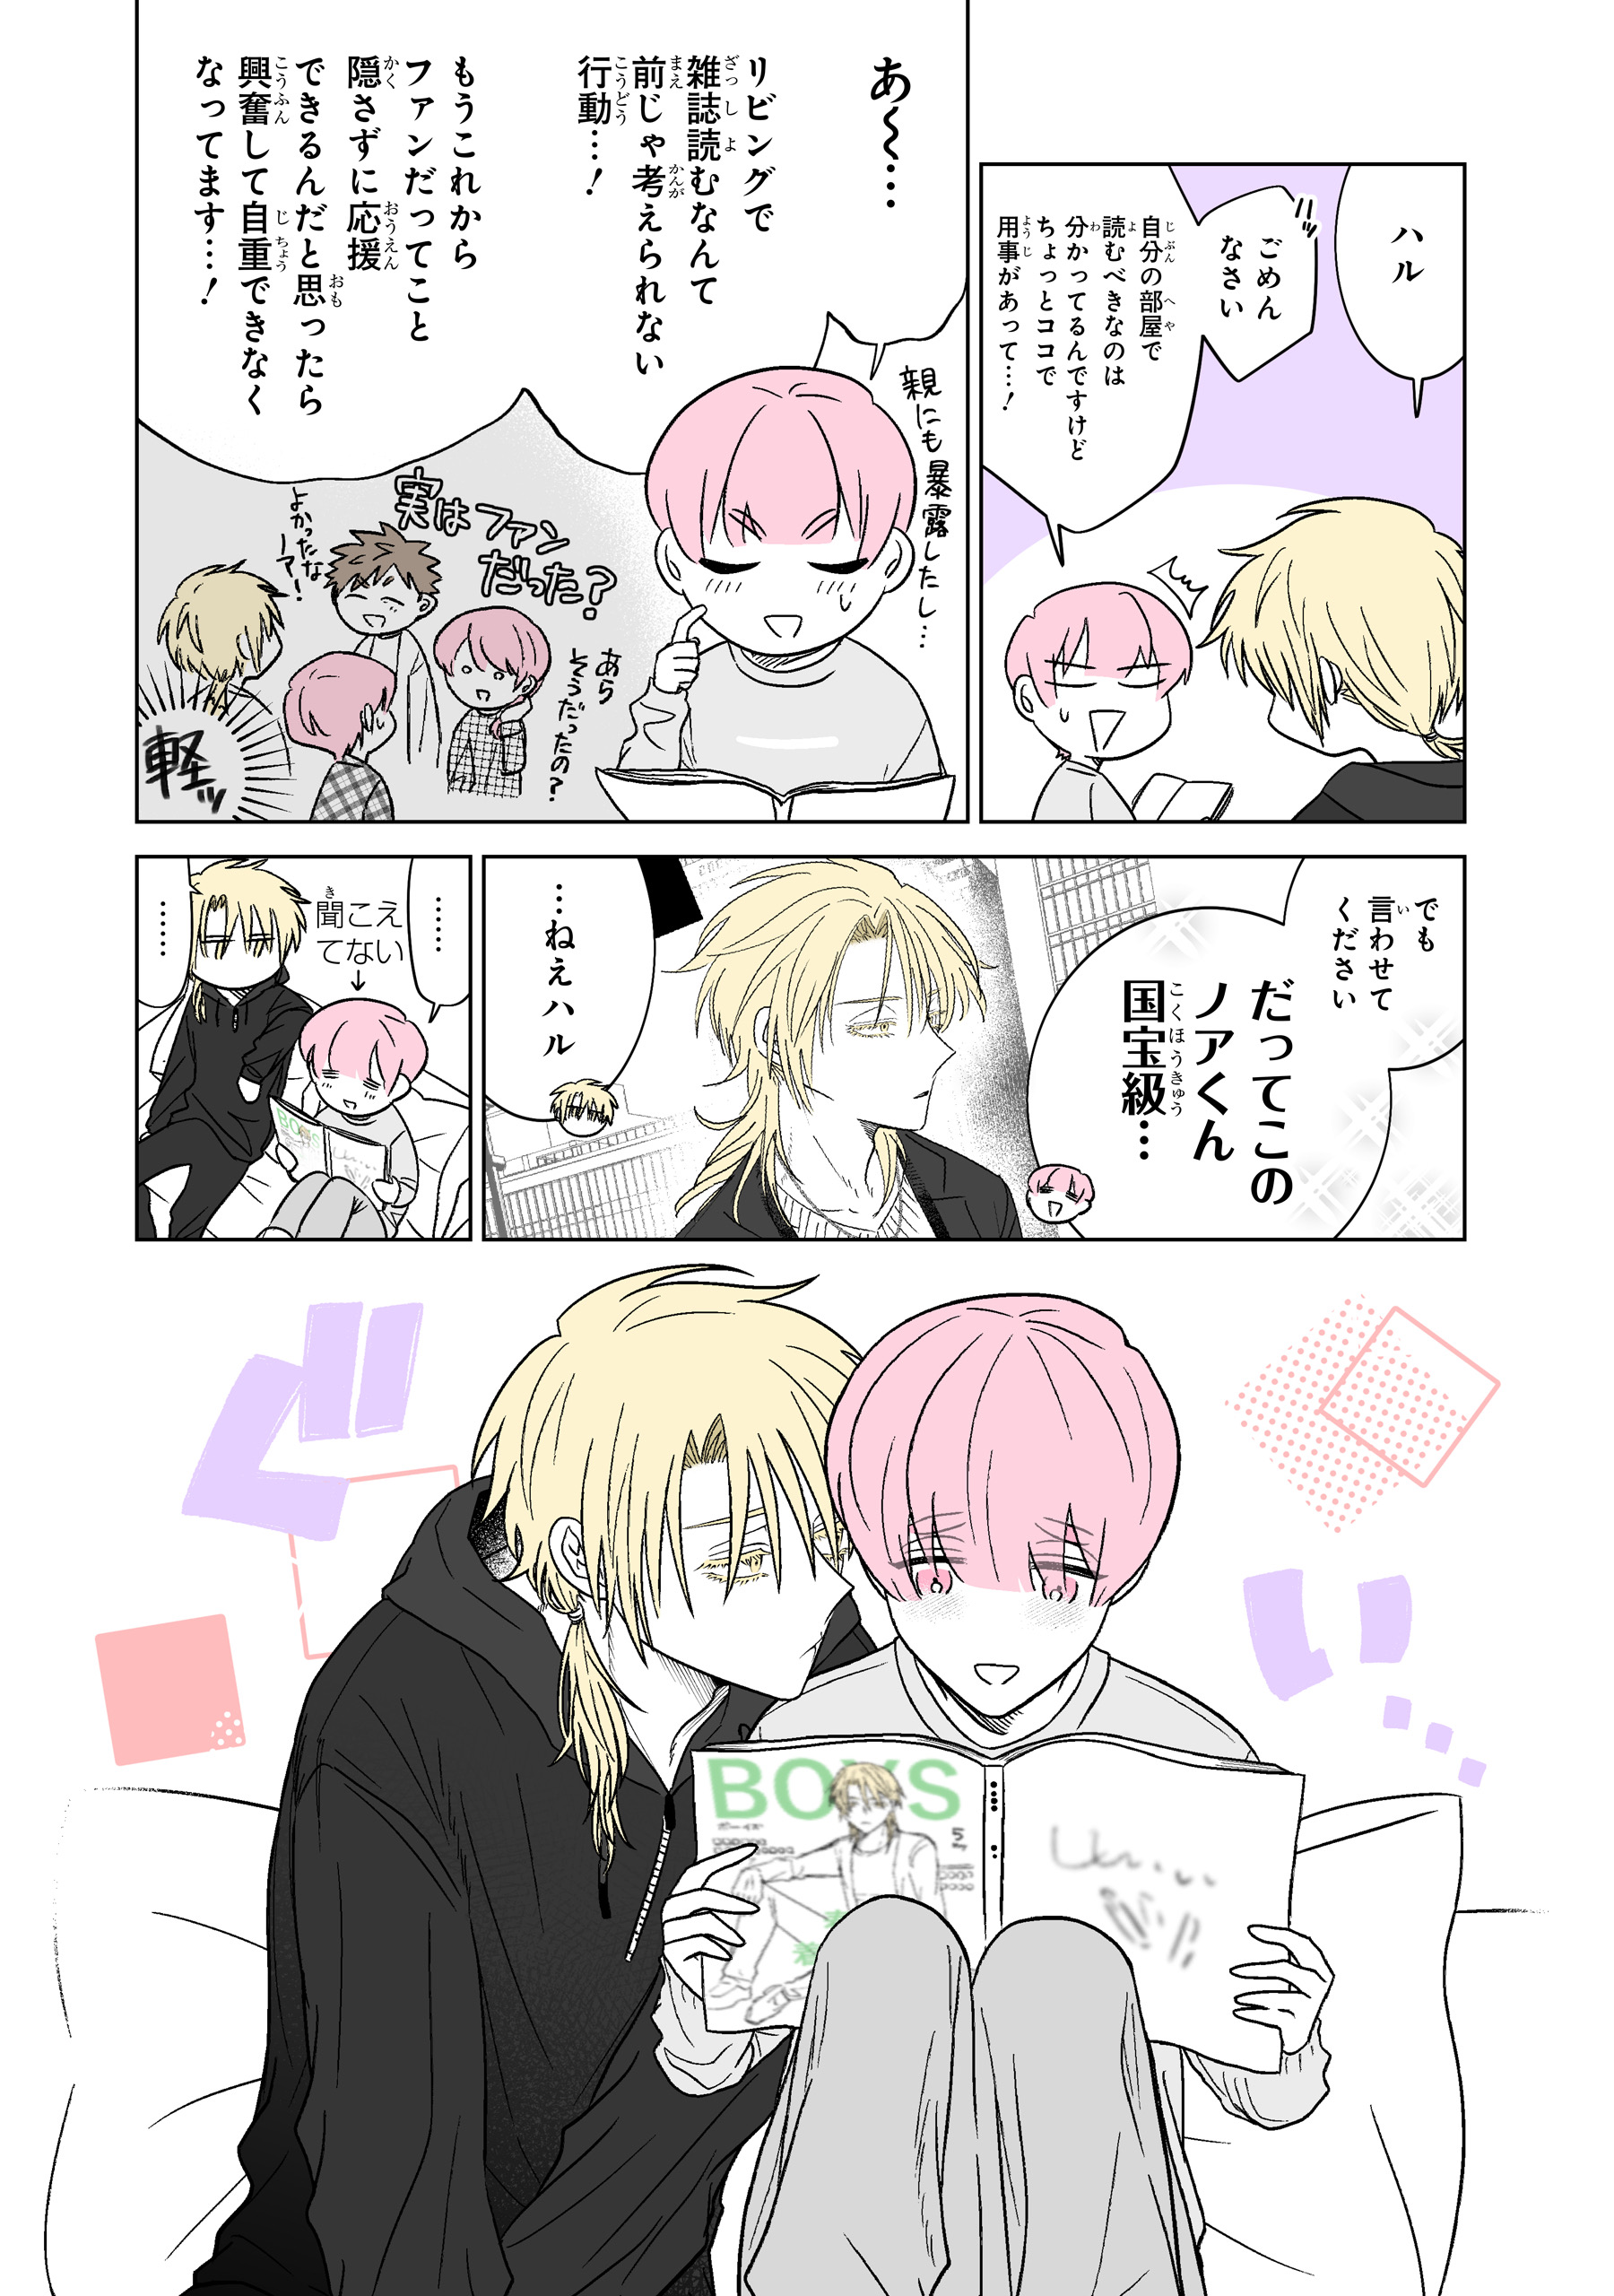 ハル
ごめん
なさい
自分の部屋で
読むべきなのは
分かってるんですけど
ちょっとココで
用事があって…！
あ〜…
リビングで
雑誌読むなんて
前じゃ考えられない
行動…！
親にも暴露したし…
もうこれから
ファンだってこと
隠さずに応援
できるんだと思ったら
興奮して自重できなく
なってます…！
実はファン
だった？
よかったな
ーア！
あら
そうだったの？
軽ッ
でも
言わせて
ください
だってこの
ノアくん
国宝級…
…ねえハル
……
聞こえ
てない
↓
……
BOYS
ボーイズ
5